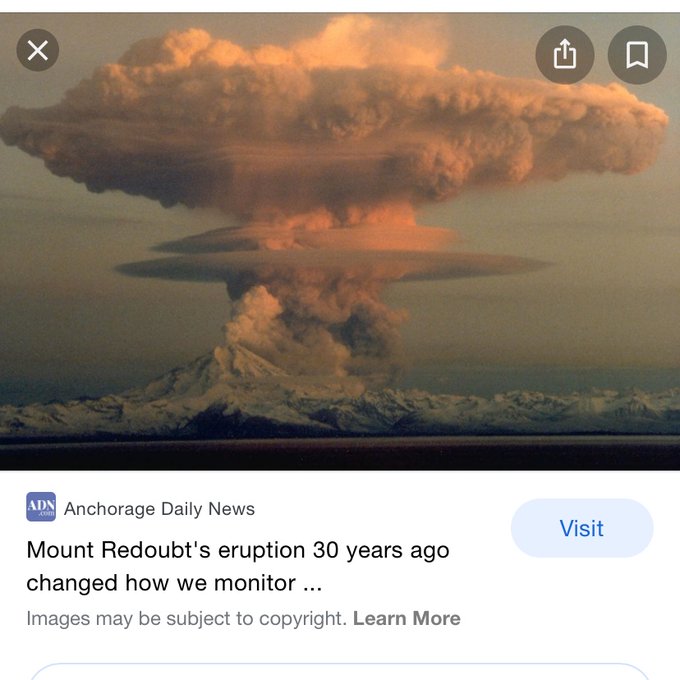 ADN
.com
Anchorage Daily News
Visit
Mount Redoubt's eruption 30 years ago
changed how we monitor ...
Images may be subject to copyright. Learn More